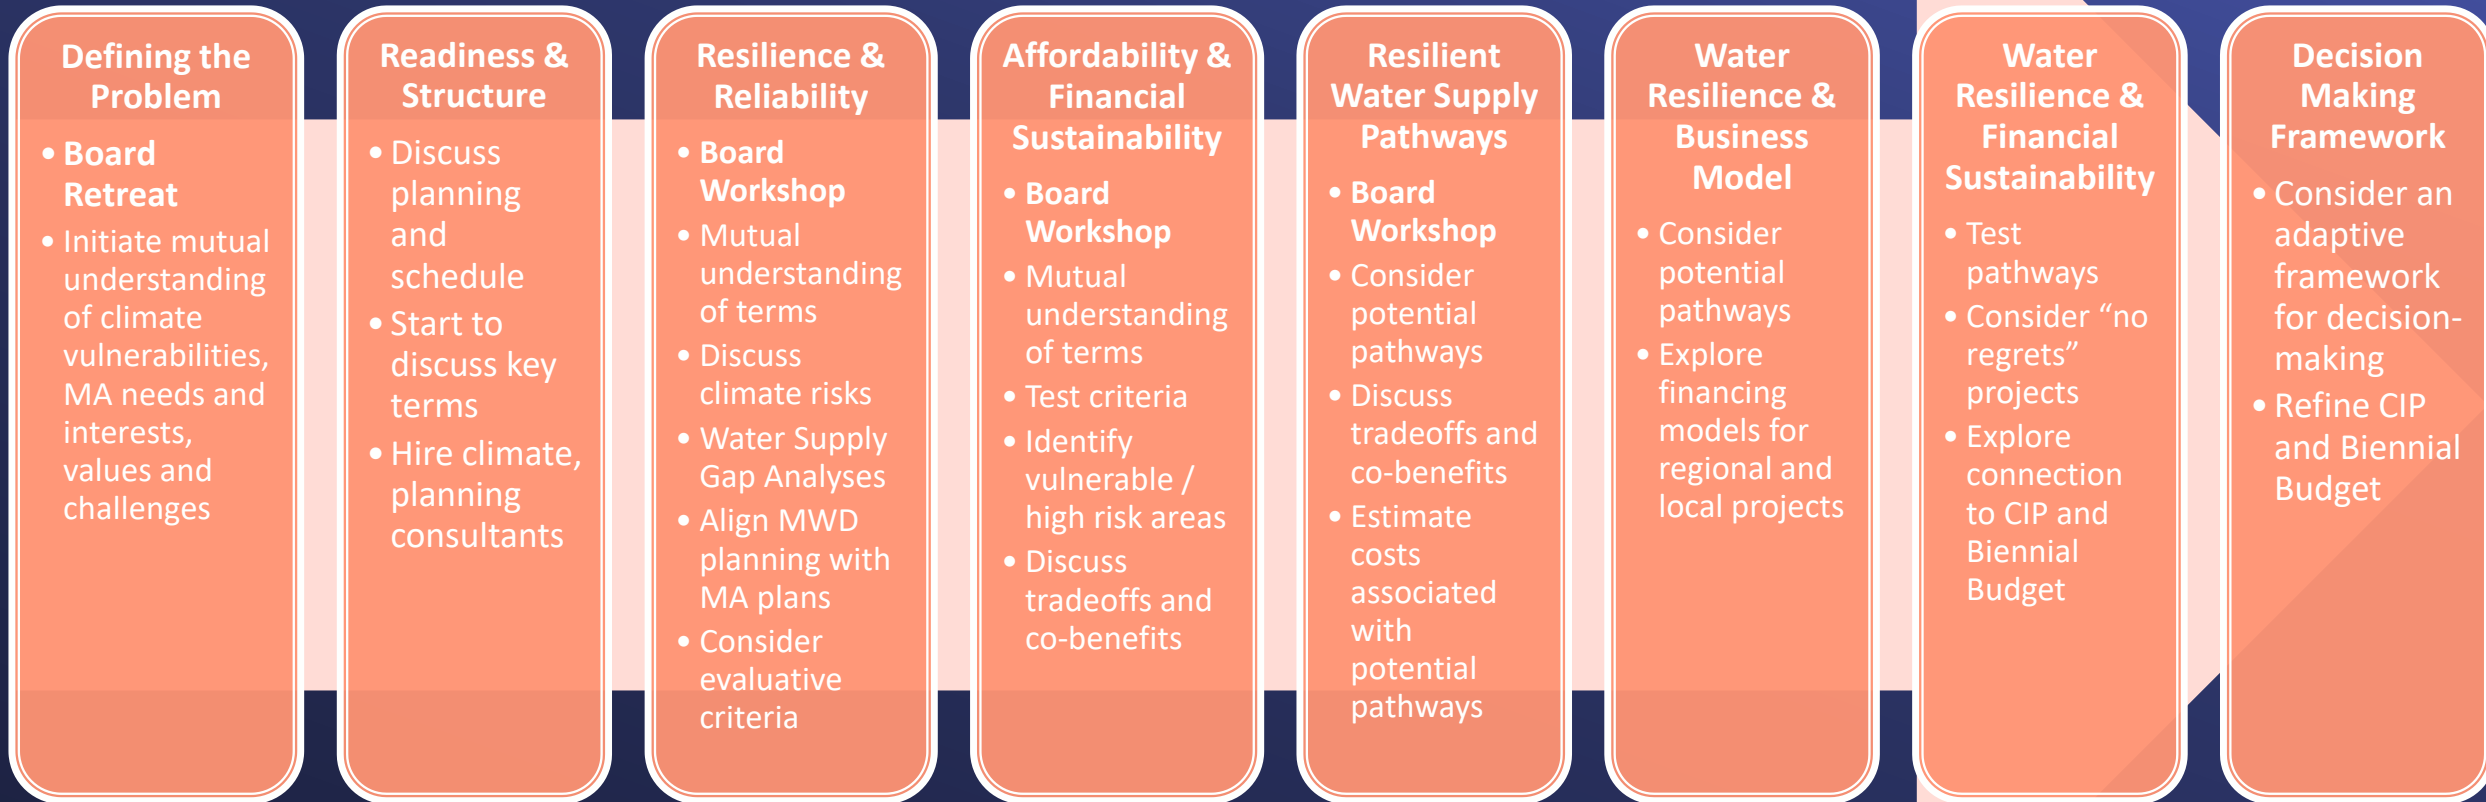 Defining the
Problem
• Board
Retreat
• Initiate mutual
understanding
of climate
vulnerabilities,
MA needs and
interests,
values and
challenges
Readiness &
Structure
• Discuss
planning
and
schedule
• Start to
discuss key
terms
• Hire climate,
planning
consultants
Resilience &
Reliability
• Board
Workshop
• Mutual
understanding
of terms
• Discuss
climate risks
• Water Supply
Gap Analyses
• Align MWD
planning with
MA plans
• Consider
evaluative
criteria
Affordability &
Financial
Sustainability
• Board
Workshop
• Mutual
understanding
of terms
• Test criteria
• Identify
vulnerable /
high risk areas
• Discuss
tradeoffs and
co-benefits
Resilient
Water Supply
Pathways
• Board
Workshop
• Consider
potential
pathways
• Discuss
tradeoffs and
co-benefits
• Estimate
costs
associated
with
potential
pathways
Water
Resilience &
Business
Model
• Consider
potential
pathways
• Explore
financing
models for
regional and
local projects
Water
Resilience &
Financial
Sustainability
• Test
pathways
• Consider “no
regrets”
projects
• Explore
connection
to CIP and
Biennial
Budget
Decision
Making
Framework
• Consider an
adaptive
framework
for decision-
making
• Refine CIP
and Biennial
Budget